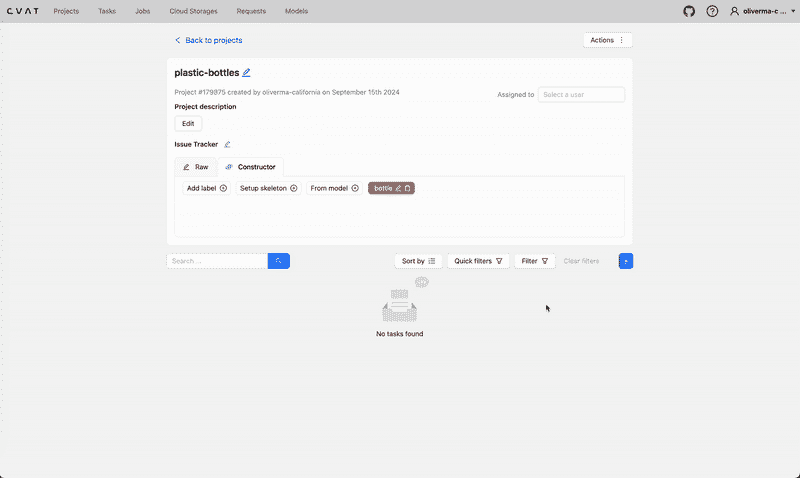 CVAT Projects Tasks Jobs Cloud Storages Requests Models oliverma-c ...
Back to projects Actions
plastic-bottles
Project #179975 created by oliverma-california on September 15th 2024
Assigned to Select a user
Project description
Edit
Issue Tracker
Raw Constructor
Add label Setup skeleton From model bottle
Search ... Sort by Quick filters Filter Clear filters
No tasks found